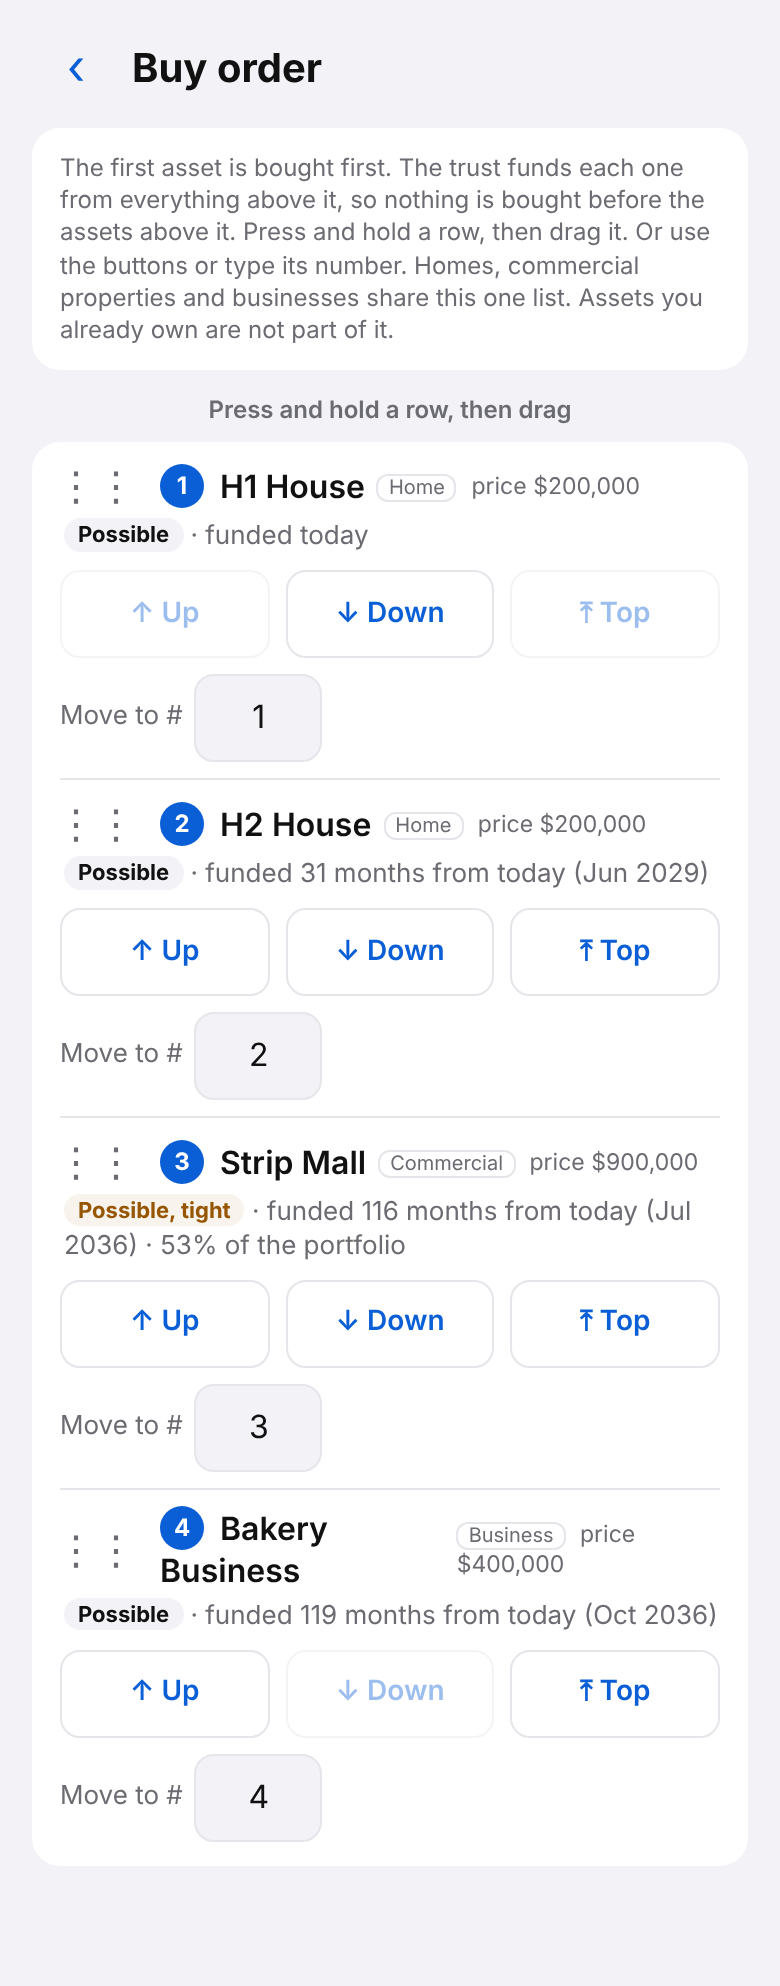 ‹ Buy order
The first asset is bought first. The trust funds each one
from everything above it, so nothing is bought before the
assets above it. Press and hold a row, then drag it. Or use
the buttons or type its number. Homes, commercial
properties and businesses share this one list. Assets you
already own are not part of it.
Press and hold a row, then drag
⋮⋮ 1 H1 House Home price $200,000
Possible · funded today
↑ Up ↓ Down ⤒ Top
Move to # 1
⋮⋮ 2 H2 House Home price $200,000
Possible · funded 31 months from today (Jun 2029)
↑ Up ↓ Down ⤒ Top
Move to # 2
⋮⋮ 3 Strip Mall Commercial price $900,000
Possible, tight · funded 116 months from today (Jul
2036) · 53% of the portfolio
↑ Up ↓ Down ⤒ Top
Move to # 3
⋮⋮ 4 Bakery Business price
Business $400,000
Possible · funded 119 months from today (Oct 2036)
↑ Up ↓ Down ⤒ Top
Move to # 4